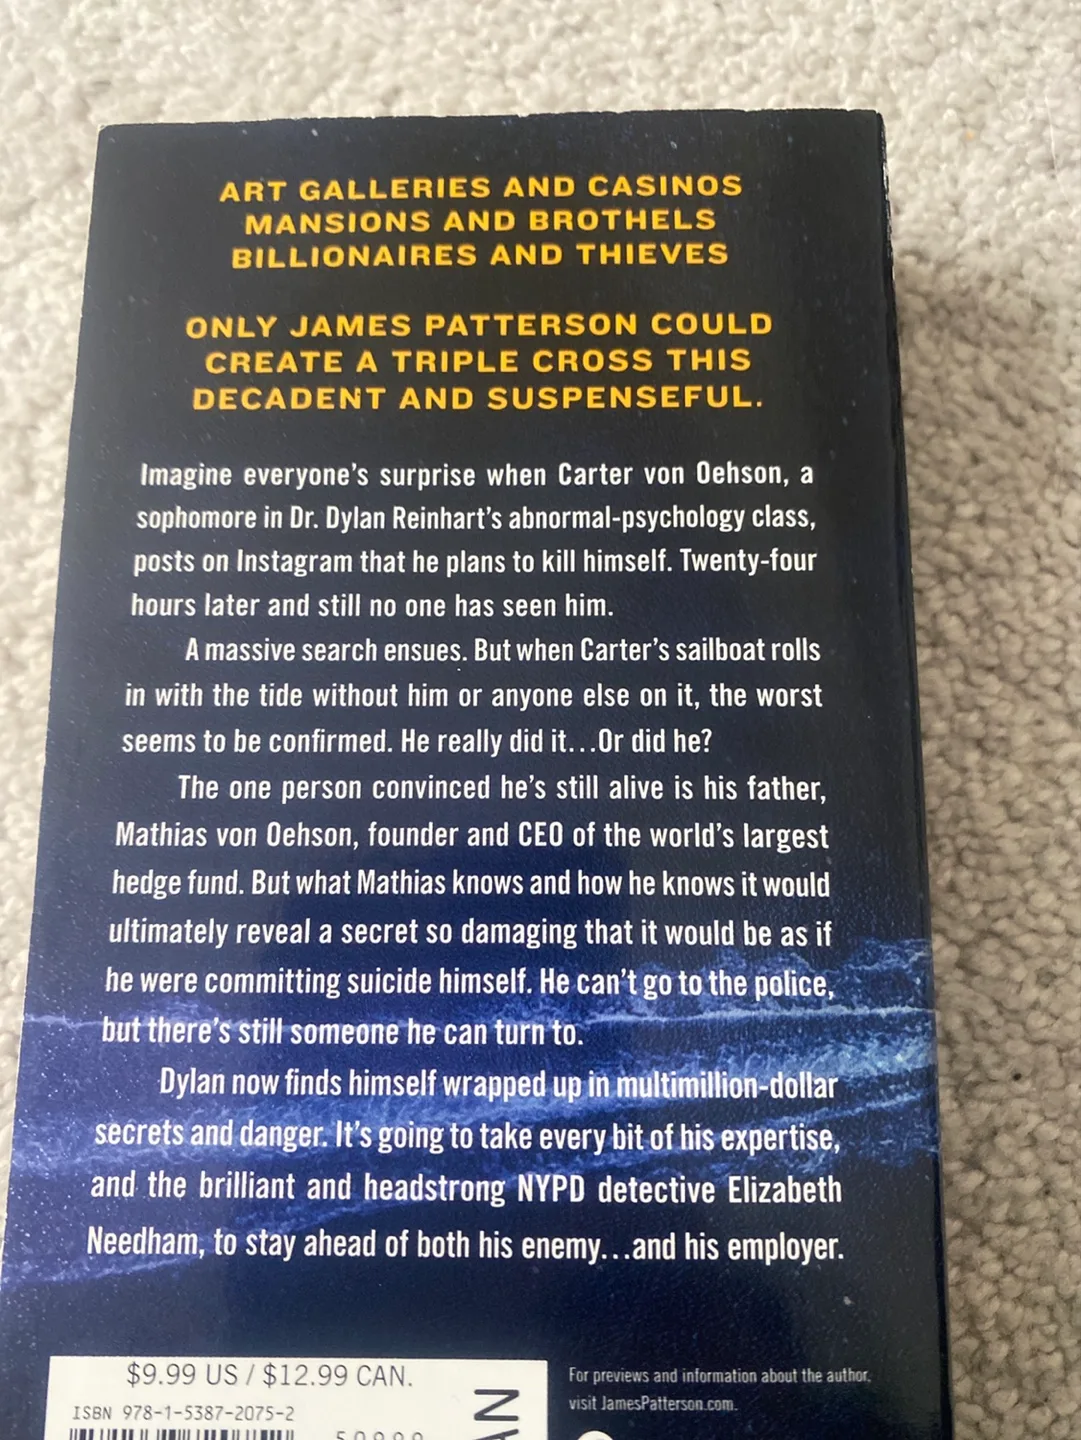 ART GALLERIES AND CASINOS
MANSIONS AND BROTHELS
BILLIONAIRES AND THIEVES
ONLY JAMES PATTERSON COULD
CREATE A TRIPLE CROSS THIS
DECADENT AND SUSPENSEFUL.
Imagine everyone's surprise when Carter von Oehson, a
sophomore in Dr. Dylan Reinhart's abnormal-psychology class,
posts on Instagram that he plans to kill himself. Twenty-four
hours later and still no one has seen him.
A massive search ensues. But when Carter's sailboat rolls
in with the tide without him or anyone else on it, the worst
seems to be confirmed. He really did it...Or did he?
The one person convinced he's still alive is his father,
Mathias von Oehson, founder and CEO of the world's largest
hedge fund. But what Mathias knows and how he knows it would
ultimately reveal a secret so damaging that it would be as if
he were committing suicide himself. He can't go to the police,
but there's still someone he can turn to.
Dylan now finds himself wrapped up in multimillion-dollar
secrets and danger. It's going to take every bit of his expertise,
and the brilliant and headstrong NYPD detective Elizabeth
Needham, to stay ahead of both his enemy...and his employer.
$9.99 US / $12.99 CAN.
ISBN 978-1-5387-2075-2
For previews and information about the author,
visit JamesPatterson.com.